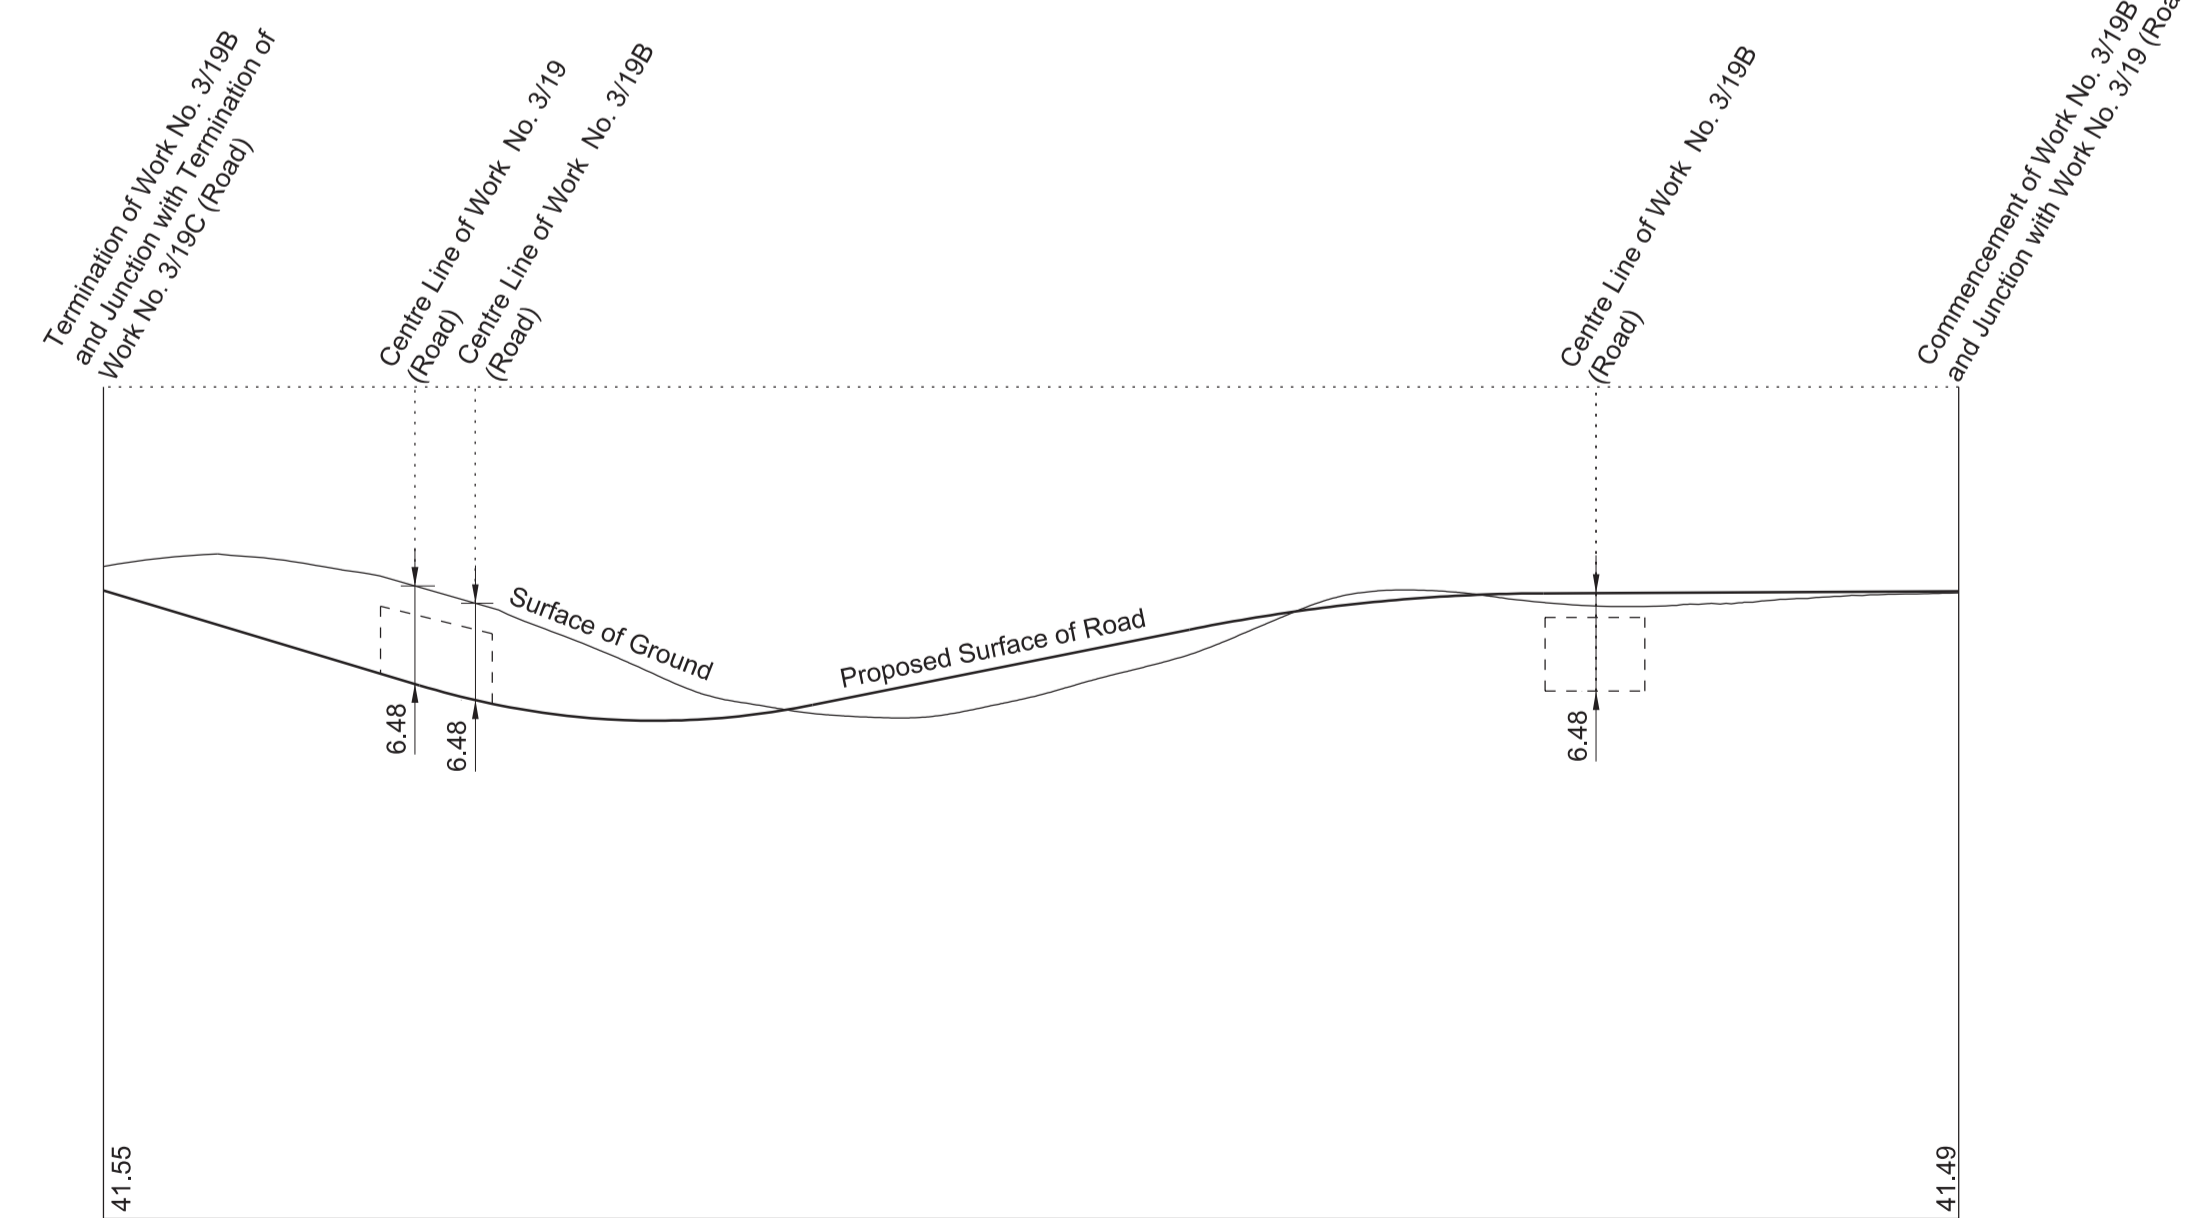 Termination of Work No. 3/19B
and Junction with Termination of
Work No. 3/19C (Road)
Centre Line of Work No. 3/19
(Road)
Centre Line of Work No. 3/19B
(Road)
Centre Line of Work No. 3/19B
(Road)
Commencement of Work No. 3/19B
and Junction with Work No. 3/19
Surface of Ground
Proposed Surface of Road
6.48
6.48
6.48
41.55
41.49